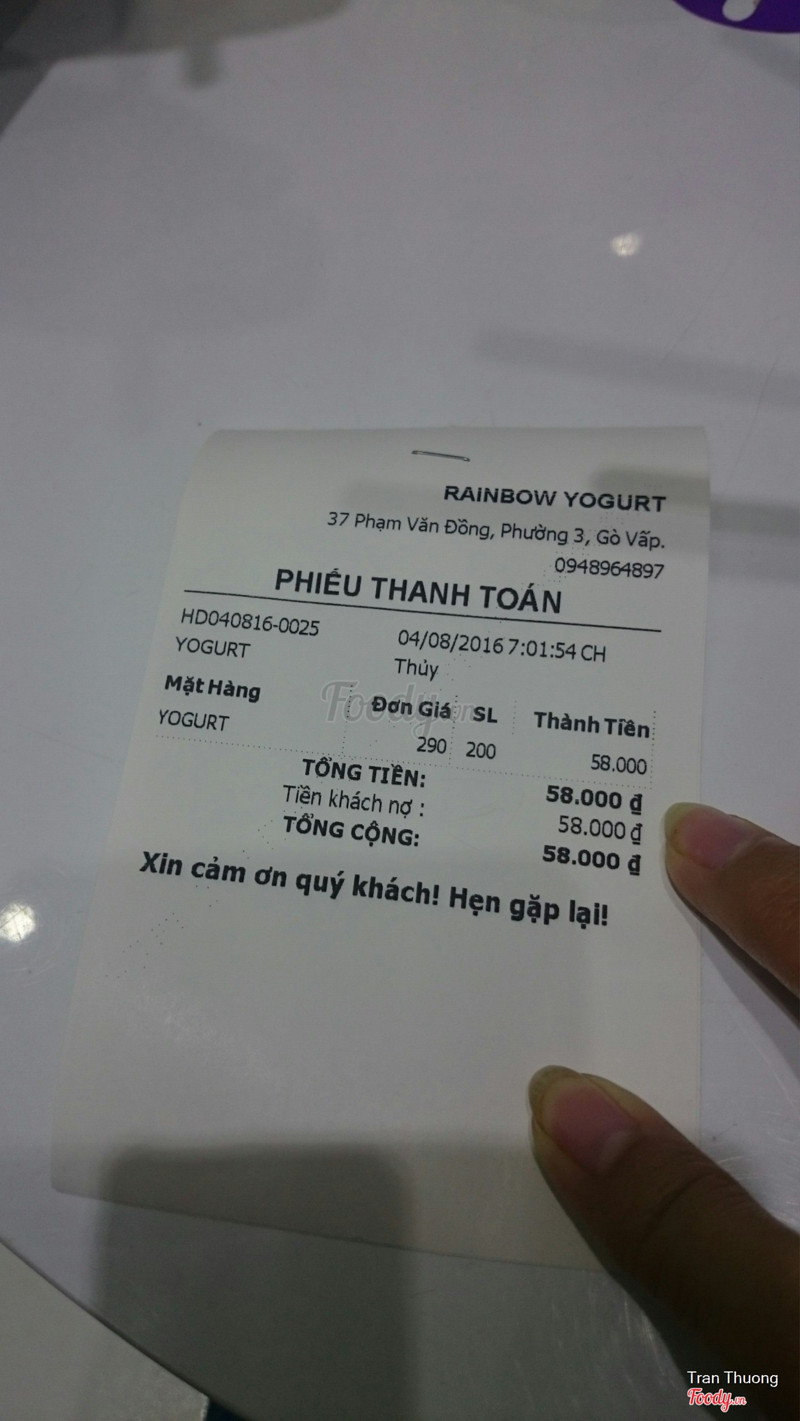 RAINBOW YOGURT
37 Phạm Văn Đồng, Phường 3, Gò Vấp.
0948964897
PHIẾU THANH TOÁN
HD040816-0025 04/08/2016 7:01:54 CH
YOGURT Thủy
Mặt Hàng Đơn Giá SL Thành Tiền
YOGURT 290 200 58.000
TỔNG TIỀN: 58.000 ₫
Tiền khách nợ : 58.000 ₫
TỔNG CỘNG: 58.000 ₫
Xin cảm ơn quý khách! Hẹn gặp lại!
Foody.vn
Tran Thuong
Foody.vn